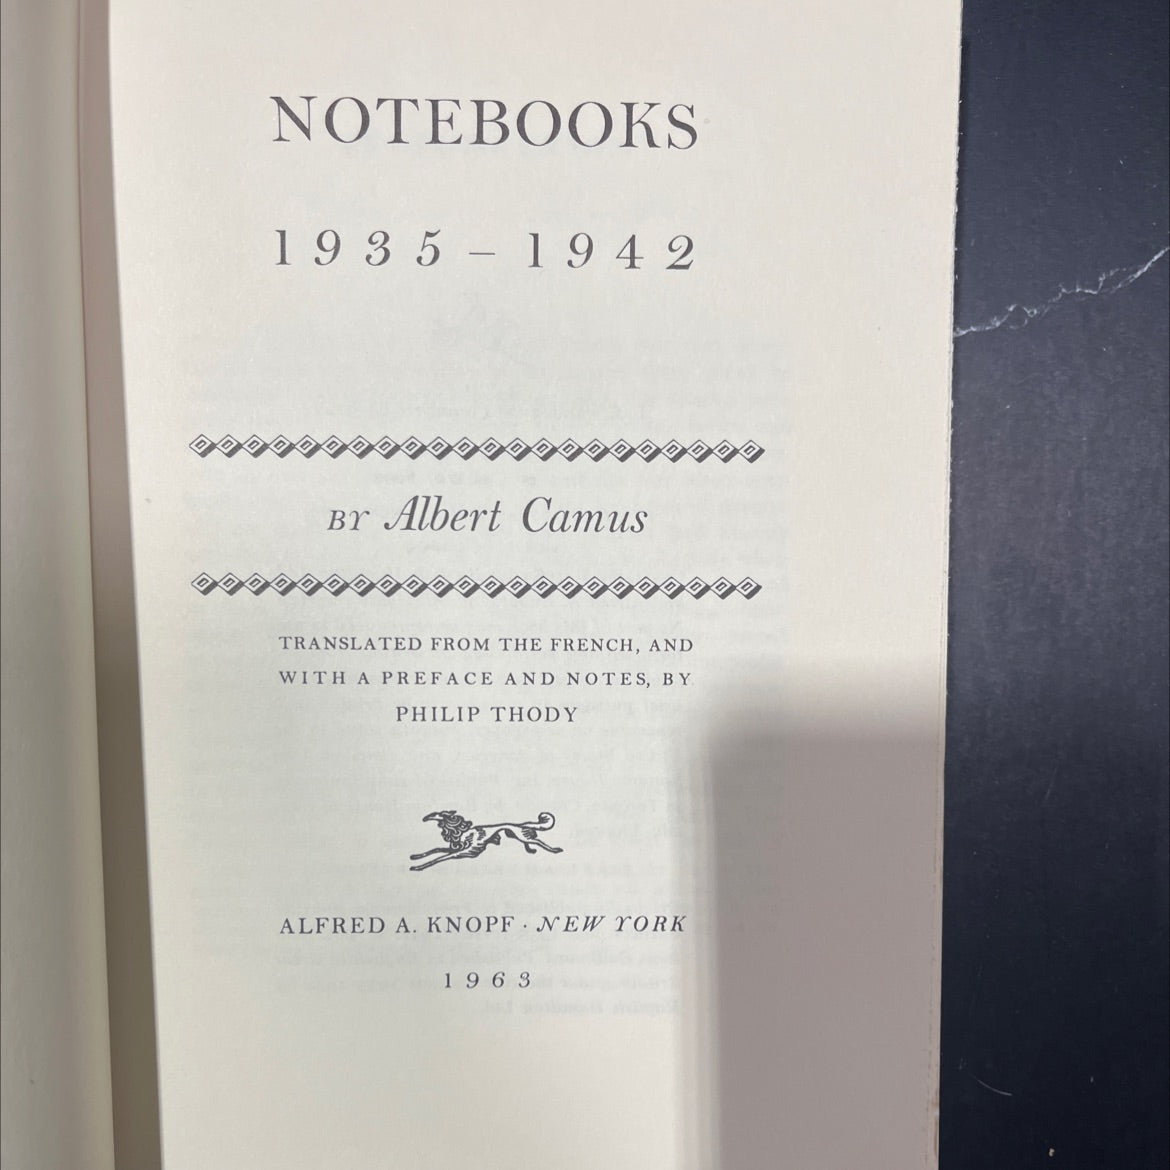 NOTEBOOKS
1935–1942
BY Albert Camus
TRANSLATED FROM THE FRENCH, AND
WITH A PREFACE AND NOTES, BY
PHILIP THODY
ALFRED A. KNOPF · NEW YORK
1963